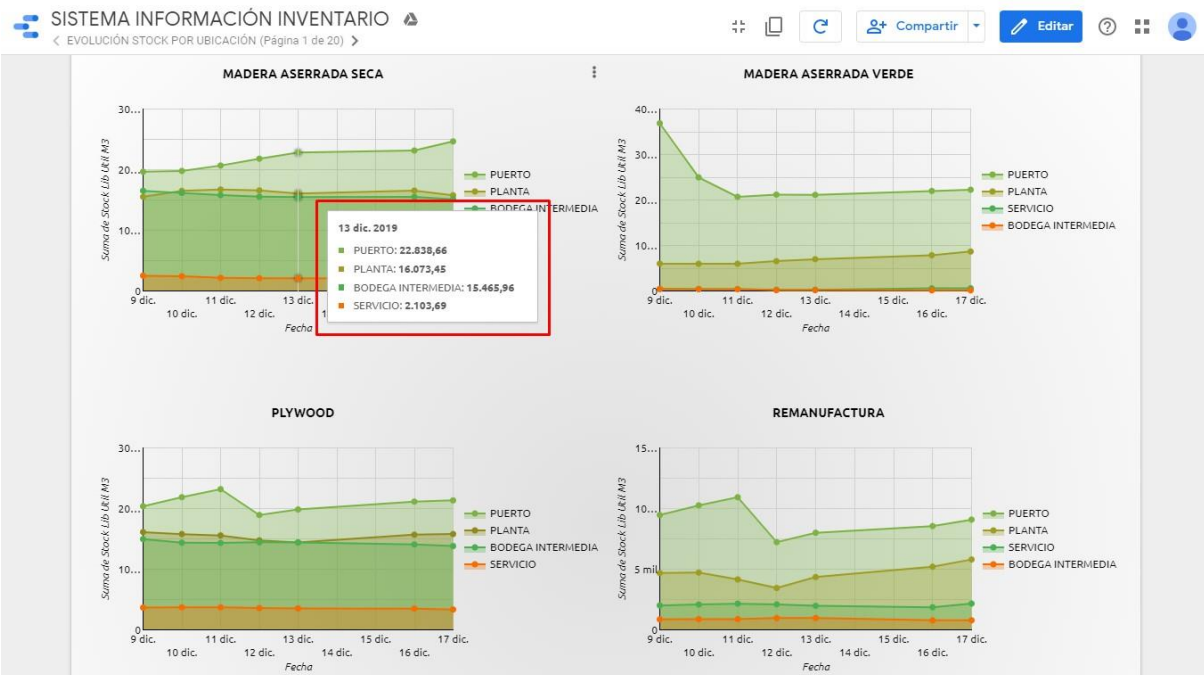 SISTEMA INFORMACIÓN INVENTARIO
EVOLUCIÓN STOCK POR UBICACIÓN (Página 1 de 20)
Compartir
Editar
MADERA ASERRADA SECA
Suma de Stock Lib Util M3
30...
20...
10...
0
9 dic.
11 dic.
13 dic.
10 dic.
12 dic.
1
Fecha
PUERTO
PLANTA
BODEGA INTERMEDIA
13 dic. 2019
PUERTO: 22.838,66
PLANTA: 16.073,45
BODEGA INTERMEDIA: 15.465,96
SERVICIO: 2.103,69
MADERA ASERRADA VERDE
Suma de Stock Lib Util M3
40...
30...
20...
10...
0
9 dic.
11 dic.
13 dic.
15 dic.
17 dic.
10 dic.
12 dic.
14 dic.
16 dic.
Fecha
PUERTO
PLANTA
SERVICIO
BODEGA INTERMEDIA
PLYWOOD
Suma de Stock Lib Util M3
30...
20...
10...
0
9 dic.
11 dic.
13 dic.
15 dic.
17 dic.
10 dic.
12 dic.
14 dic.
16 dic.
Fecha
PUERTO
PLANTA
BODEGA INTERMEDIA
SERVICIO
REMANUFACTURA
Suma de Stock Lib Util M3
15...
10...
5 mil
0
9 dic.
11 dic.
13 dic.
15 dic.
17 dic.
10 dic.
12 dic.
14 dic.
16 dic.
Fecha
PUERTO
PLANTA
SERVICIO
BODEGA INTERMEDIA